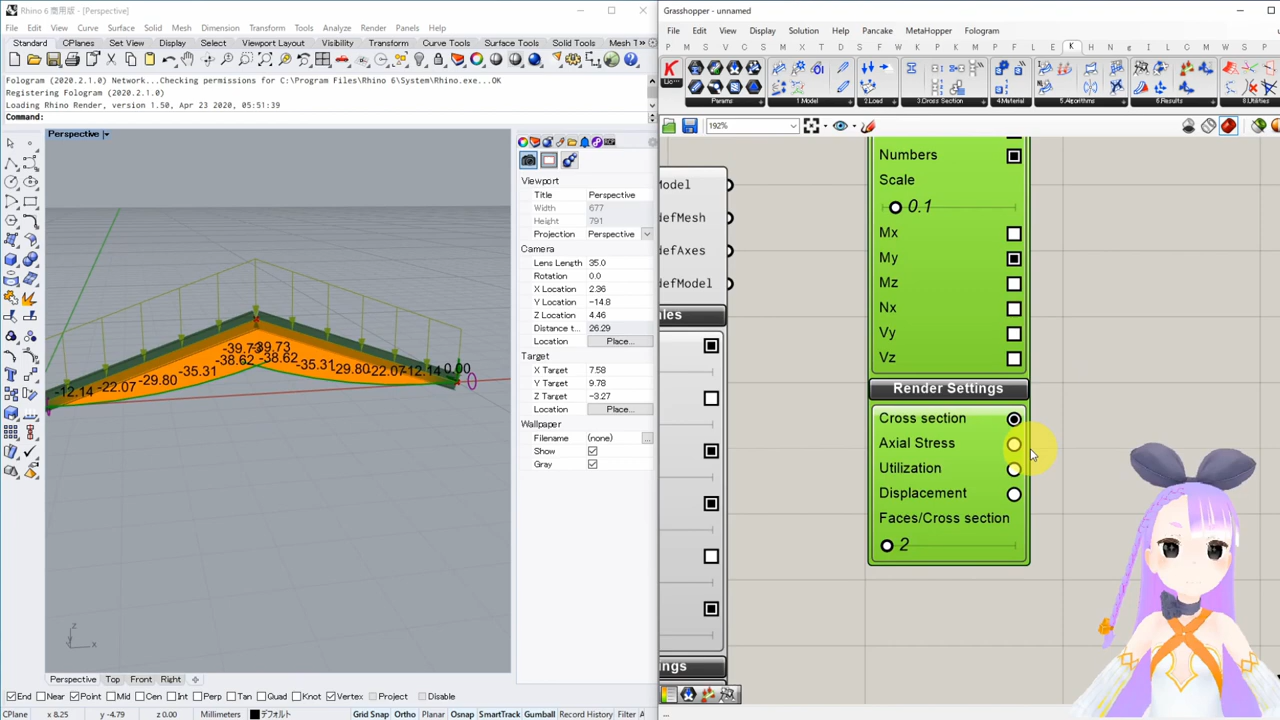 Rhino 6 商用版 - [Perspective]
File Edit View Curve Surface Solid Mesh Dimension Transform Tools Analyze Render Panels Help
Standard CPlanes Set View Display Select Viewport Layout Visibility Transform Curve Tools Surface Tools Solid Tools Mesh T
Fologram (2020.2.1.0) Network...Checking permissions for C:\Program Files\Rhino 6\System\Rhino.exe...OK
Registering Fologram (2020.2.1.0)
Loading Rhino Render, version 1.50, Apr 23 2020, 05:51:39
Command:
Perspective
-12.14 -22.07 -29.80 -35.31 -38.62 -39.73 -39.73 -38.62 -35.31 -29.80 -22.07 -12.14 0.00
z
x
Viewport
Title Perspective
Width 677
Height 791
Projection Perspective
Camera
Lens Length 35.0
Rotation 0.0
X Location 2.36
Y Location -14.8
Z Location 4.46
Distance t... 26.29
Location Place...
Target
X Target 7.58
Y Target 9.78
Z Target -3.27
Location Place...
Wallpaper
Filename (none) ...
Show
Gray
Perspective Top Front Right
End Near Point Mid Cen Int Perp Tan Quad Knot Vertex Project Disable
CPlane x 8.25 y -4.79 z 0.00 Millimeters デフォルト Grid Snap Ortho Planar Osnap SmartTrack Gumball Record History Filter
Grasshopper - unnamed
File Edit View Display Solution Help Pancake MetaHopper Fologram
P M S V C M S I T D W L E K H
Params 1.Model 2.Load 3.Cross Section 4.Material 5.Algorithms 6.Results 8.Utilities
192%
Model
defMesh
defAxes
defModel
Numbers
Scale
0.1
Mx
My
Mz
Nx
Vy
Vz
Render Settings
Cross section
Axial Stress
Utilization
Displacement
Faces/Cross section
2